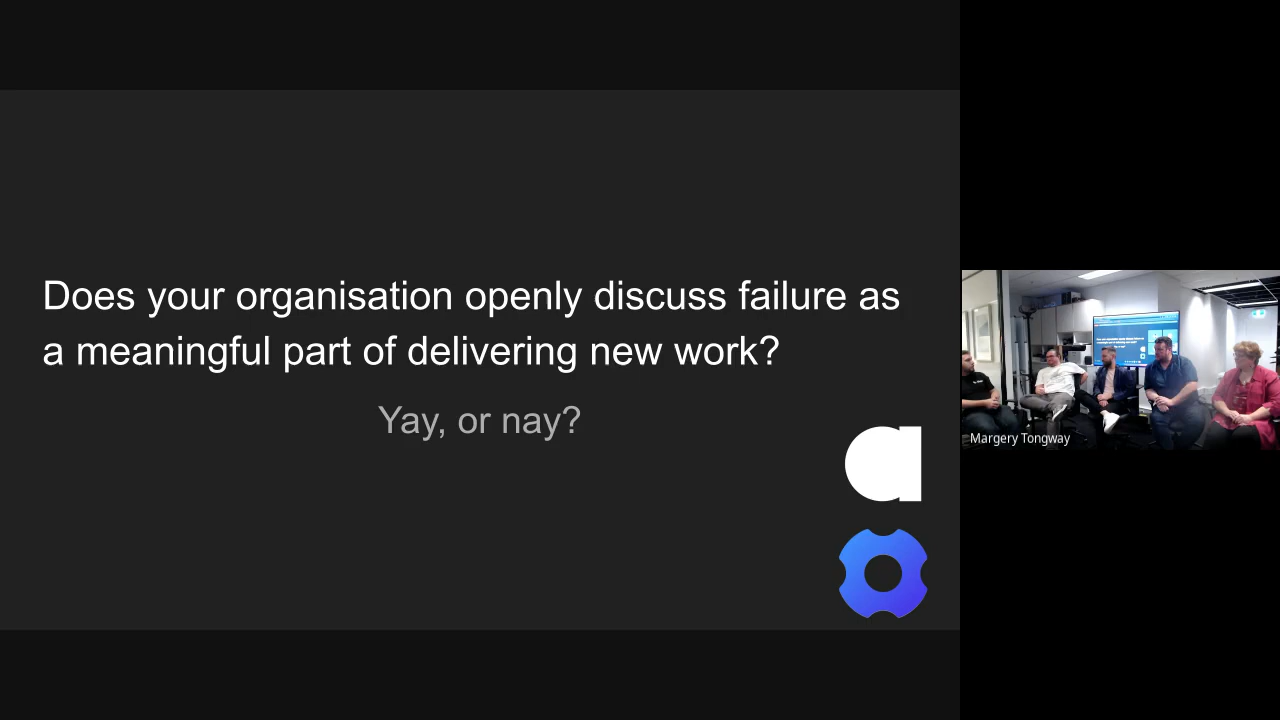 Does your organisation openly discuss failure as
a meaningful part of delivering new work?
Yay, or nay?
Margery Tongway